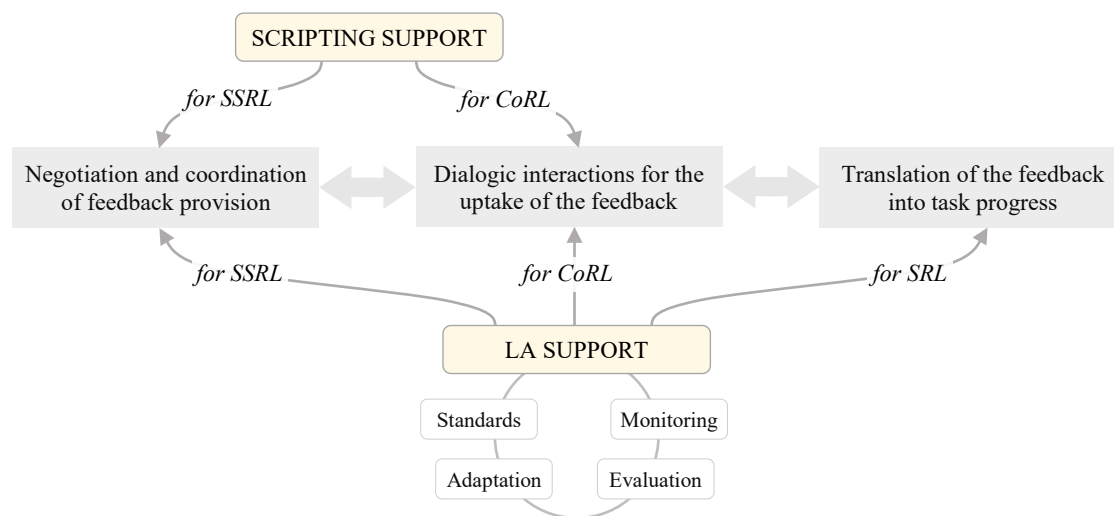 SCRIPTING SUPPORT
for SSRL
for CoRL
Negotiation and coordination
of feedback provision
Dialogic interactions for the
uptake of the feedback
Translation of the feedback
into task progress
for SSRL
for CoRL
for SRL
LA SUPPORT
Standards
Monitoring
Adaptation
Evaluation